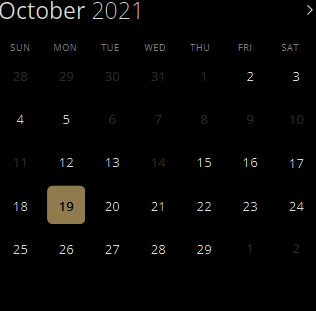 October 2021 >
SUN MON TUE WED THU FRI SAT
28 29 30 31 1 2 3
4 5 6 7 8 9 10
11 12 13 14 15 16 17
18 19 20 21 22 23 24
25 26 27 28 29 1 2